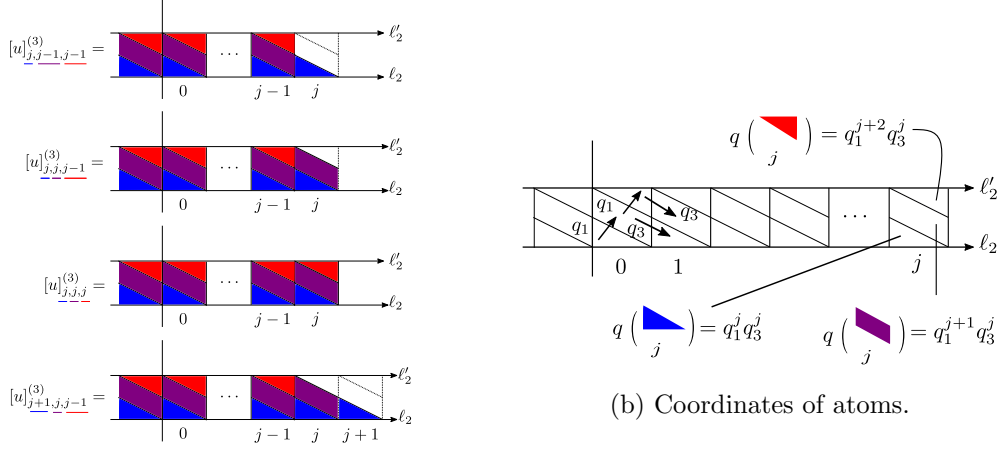 [u]^{(3)}_{j,j-1,j-1} =
ℓ′_2
· · ·
ℓ_2
0 j − 1 j
[u]^{(3)}_{j,j,j-1} =
ℓ′_2
· · ·
ℓ_2
0 j − 1 j
[u]^{(3)}_{j,j,j} =
ℓ′_2
· · ·
ℓ_2
0 j − 1 j
[u]^{(3)}_{j+1,j,j-1} =
ℓ′_2
· · ·
ℓ_2
0 j − 1 j j + 1
q ( j ) = q_1^{j+2} q_3^j
ℓ′_2
q_1 q_3
q_1 q_3 · · ·
ℓ_2
0 1 j
q ( j ) = q_1^j q_3^j
q ( j ) = q_1^{j+1} q_3^j
(b) Coordinates of atoms.